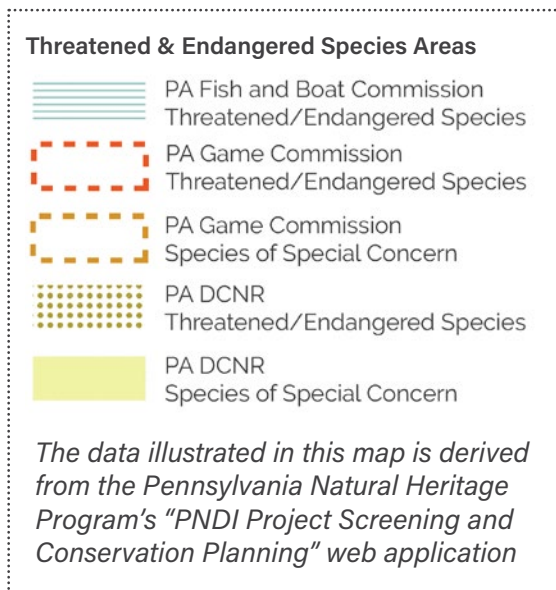 Threatened & Endangered Species Areas
PA Fish and Boat Commission
Threatened/Endangered Species
PA Game Commission
Threatened/Endangered Species
PA Game Commission
Species of Special Concern
PA DCNR
Threatened/Endangered Species
PA DCNR
Species of Special Concern
The data illustrated in this map is derived
from the Pennsylvania Natural Heritage
Program’s “PNDI Project Screening and
Conservation Planning” web application